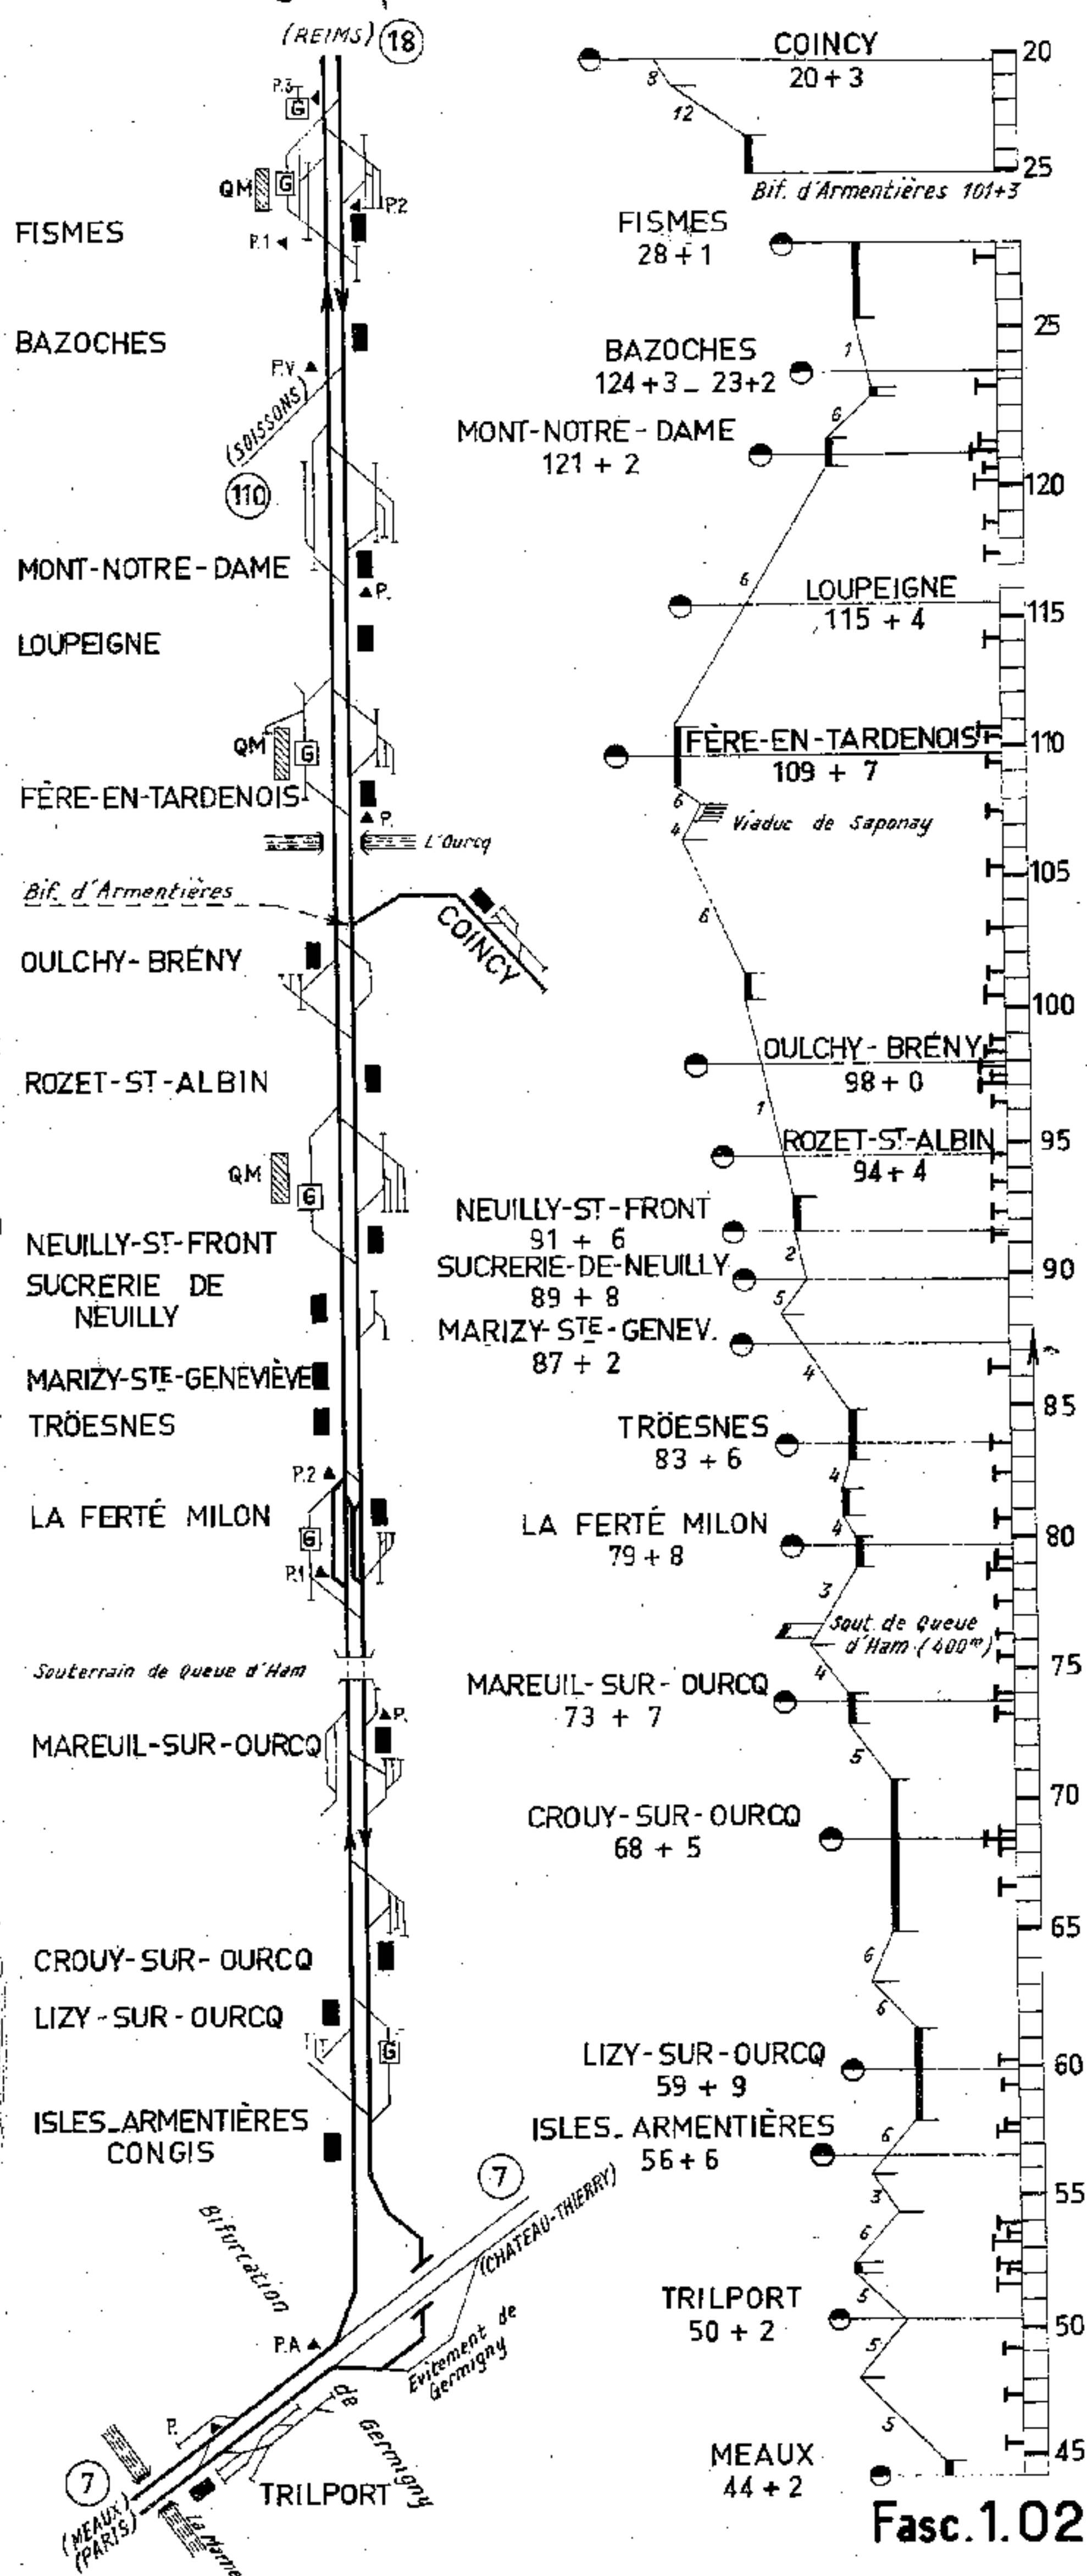 (REIMS) 18
P.3
G
QM G
P.2
P.1
FISMES
BAZOCHES
P.V.
(SOISSONS)
110
MONT-NOTRE-DAME
P.
LOUPEIGNE
QM G
FÈRE-EN-TARDENOIS
P.
L'Ourcq
Bif. d'Armentières
COINCY
OULCHY-BRÉNY
ROZET-ST-ALBIN
QM G
NEUILLY-ST-FRONT
SUCRERIE DE
NEUILLY
MARIZY-STE-GENEVIÈVE
TRÖESNES
P.2
LA FERTÉ MILON
G
P.1
Souterrain de Queue d'Ham
P.
MAREUIL-SUR-OURCQ
CROUY-SUR-OURCQ
LIZY-SUR-OURCQ
G
ISLES_ARMENTIÈRES
CONGIS
7
(CHATEAU-THIERRY)
Bifurcation
de Germigny
P.A
Evitement de
Germigny
P.
7
TRILPORT
(MEAUX)
(PARIS)
La Marne
COINCY
20+3
20
8
12
25
Bif. d'Armentières 101+3
FISMES
28+1
25
1
BAZOCHES
124+3_ 23+2
6
MONT-NOTRE-DAME
121 + 2
120
6
LOUPEIGNE
115 + 4
115
FÈRE-EN-TARDENOIS
109 + 7
110
6
4
Viaduc de Saponay
105
6
100
OULCHY-BRÉNY
98+0
1
ROZET-ST-ALBIN
94+4
95
NEUILLY-ST-FRONT
91 + 6
2
SUCRERIE-DE-NEUILLY
89 + 8
90
5
MARIZY-STE-GENEV.
87 + 2
4
85
TRÖESNES
83 + 6
4
LA FERTÉ MILON
79+8
80
4
3
Sout. de Queue
d'Ham (400m)
75
4
MAREUIL-SUR-OURCQ
73 + 7
5
70
CROUY-SUR-OURCQ
68 + 5
65
6
6
LIZY-SUR-OURCQ
59 + 9
60
ISLES_ARMENTIÈRES
56+6
6
55
3
6
5
TRILPORT
50 + 2
50
5
5
MEAUX
44 + 2
45
Fasc.1.02